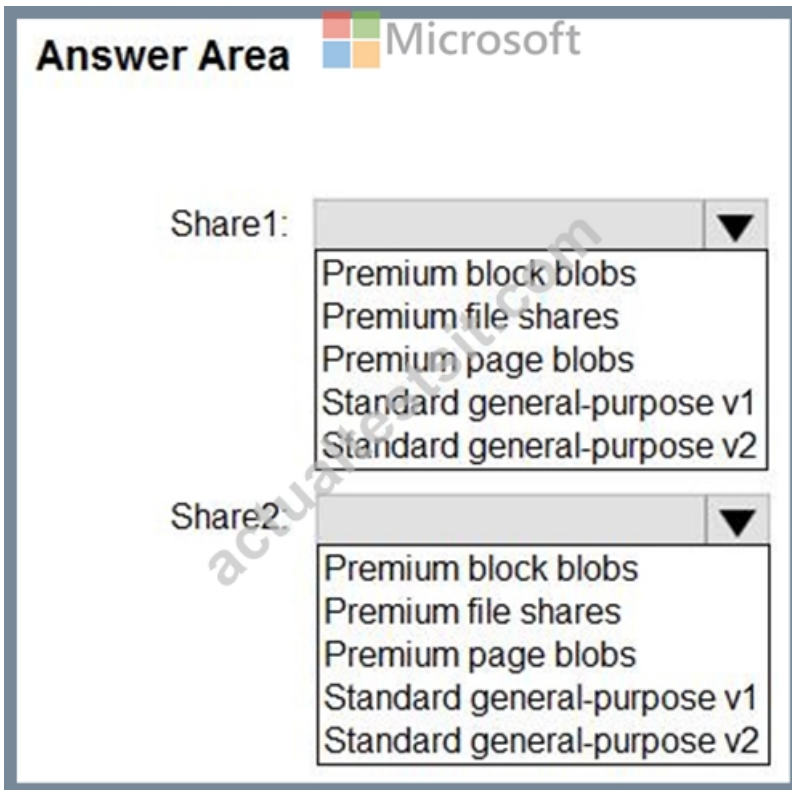 Answer Area
Microsoft
Share1:
Premium block blobs
Premium file shares
Premium page blobs
Standard general-purpose v1
Standard general-purpose v2
Share2:
Premium block blobs
Premium file shares
Premium page blobs
Standard general-purpose v1
Standard general-purpose v2
actualtestsit.com